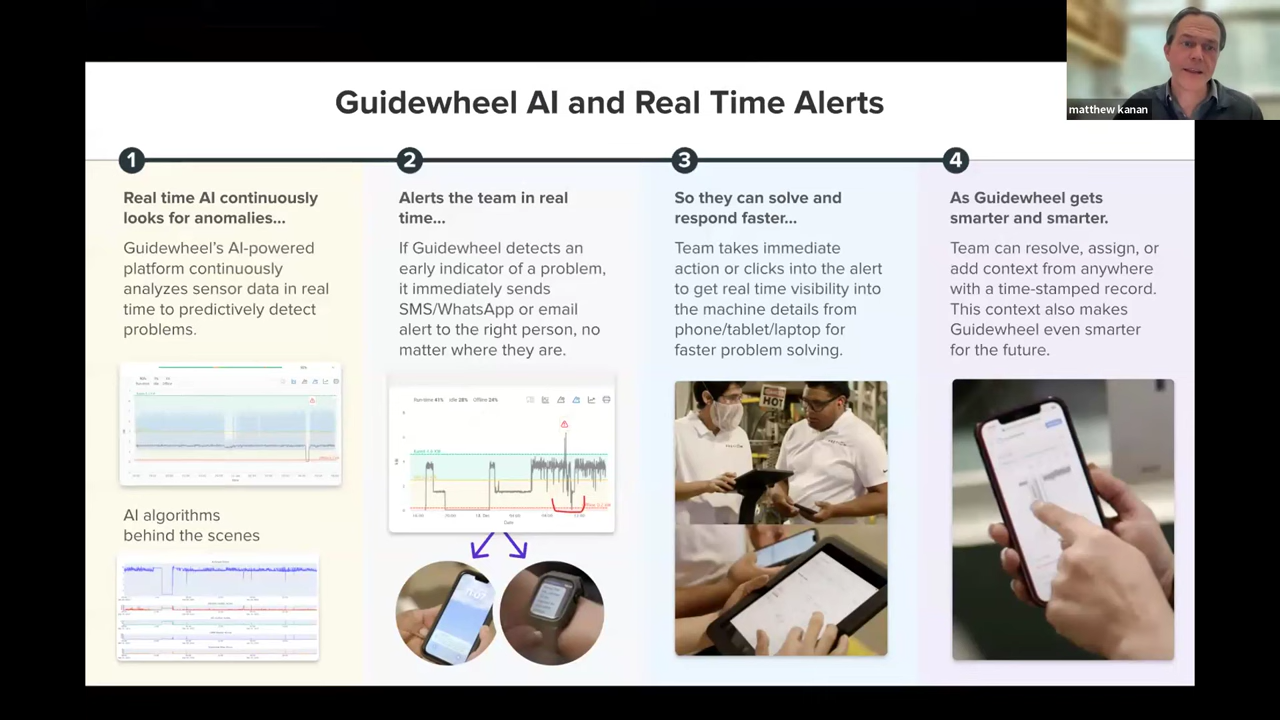 Guidewheel AI and Real Time Alerts
matthew kanan
1
2
3
4
Real time AI continuously
looks for anomalies...
Guidewheel's AI-powered
platform continuously
analyzes sensor data in real
time to predictively detect
problems.
AI algorithms
behind the scenes
Alerts the team in real
time...
If Guidewheel detects an
early indicator of a problem,
it immediately sends
SMS/WhatsApp or email
alert to the right person, no
matter where they are.
Runtime 41% Idle 28% Offline 24%
So they can solve and
respond faster...
Team takes immediate
action or clicks into the alert
to get real time visibility into
the machine details from
phone/tablet/laptop for
faster problem solving.
HOT
As Guidewheel gets
smarter and smarter.
Team can resolve, assign, or
add context from anywhere
with a time-stamped record.
This context also makes
Guidewheel even smarter
for the future.